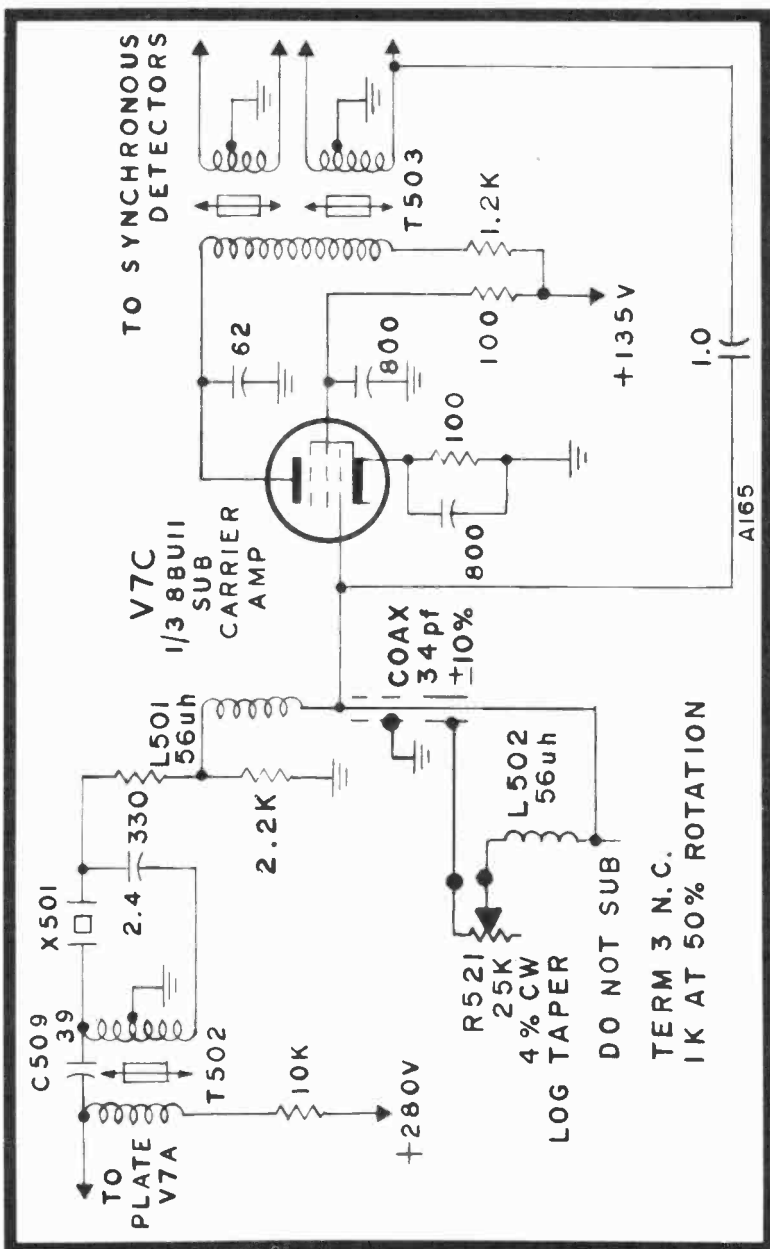 TO SYNCHRONOUS
DETECTORS
T503
1.2K
100
+135V
62
800
1.0
V7C
1/3 8BU11
SUB
CARRIER
AMP
100
800
A165
L501
56uh
330
2.4
X501
2.2K
COAX
34pf
±10%
C509
39
T502
L502
56uh
R521
25K
4% CW
LOG TAPER
DO NOT SUB
10K
+280V
TO
PLATE
V7A
TERM 3 N.C.
1K AT 50% ROTATION